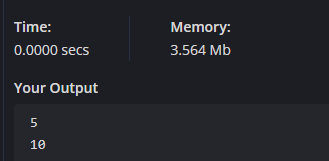 Time:
Memory:
0.0000 secs
3.564 Mb
Your Output
5
10